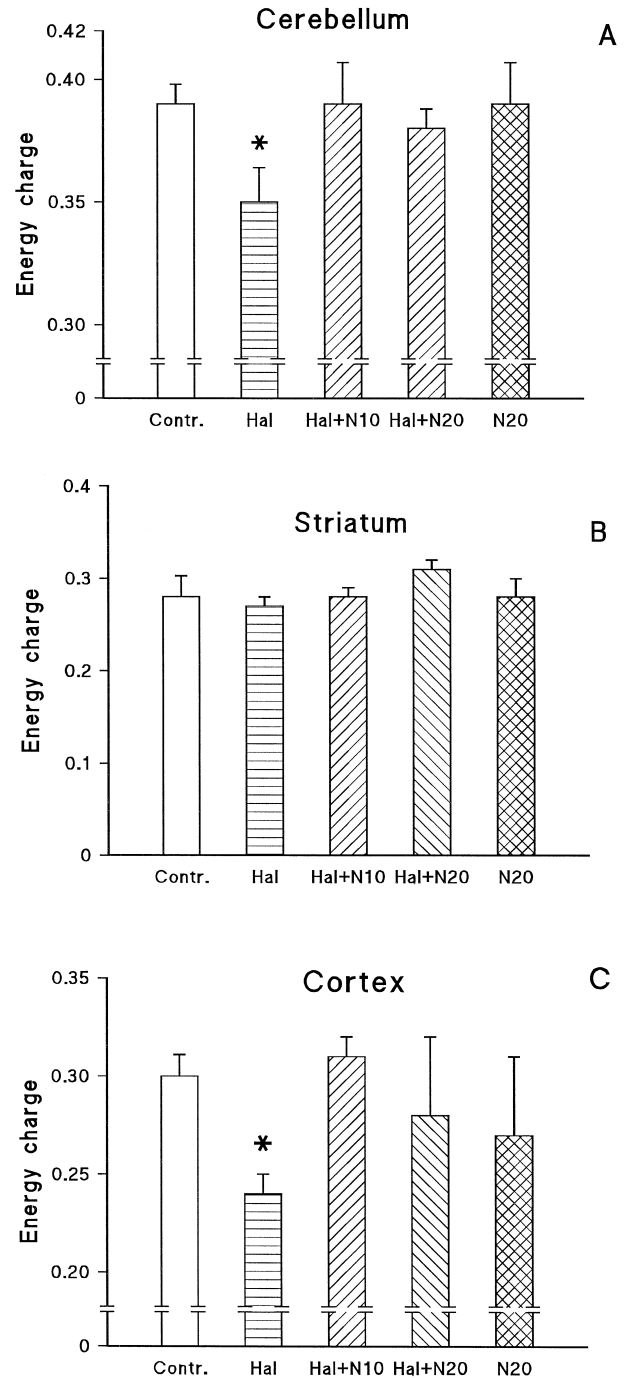 Cerebellum
A
0.42
0.40
0.35
0.30
0
Energy charge
*
Contr. Hal Hal+N10 Hal+N20 N20
0.4
Striatum
B
0.3
0.2
0.1
0
Energy charge
Contr. Hal Hal+N10 Hal+N20 N20
0.35
Cortex
C
0.30
0.25
0.20
0
Energy charge
*
Contr. Hal Hal+N10 Hal+N20 N20